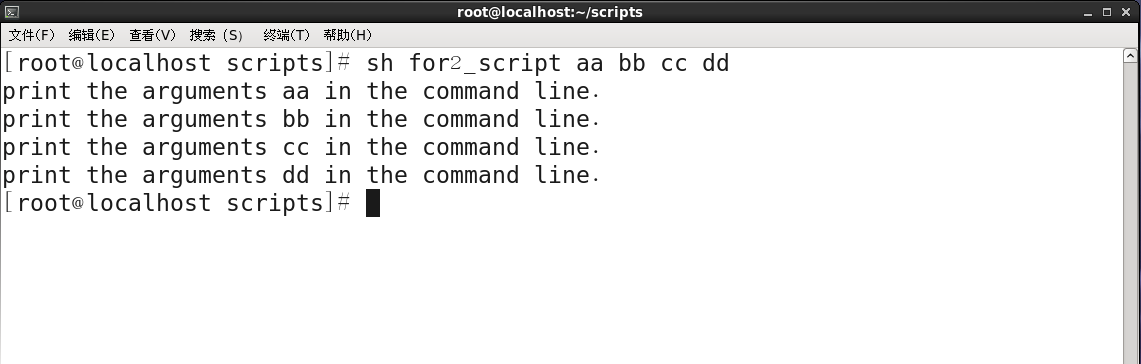 root@localhost:~/scripts
文件(F) 编辑(E) 查看(V) 搜索 (S) 终端(T) 帮助(H)
[root@localhost scripts]# sh for2_script aa bb cc dd
print the arguments aa in the command line.
print the arguments bb in the command line.
print the arguments cc in the command line.
print the arguments dd in the command line.
[root@localhost scripts]#